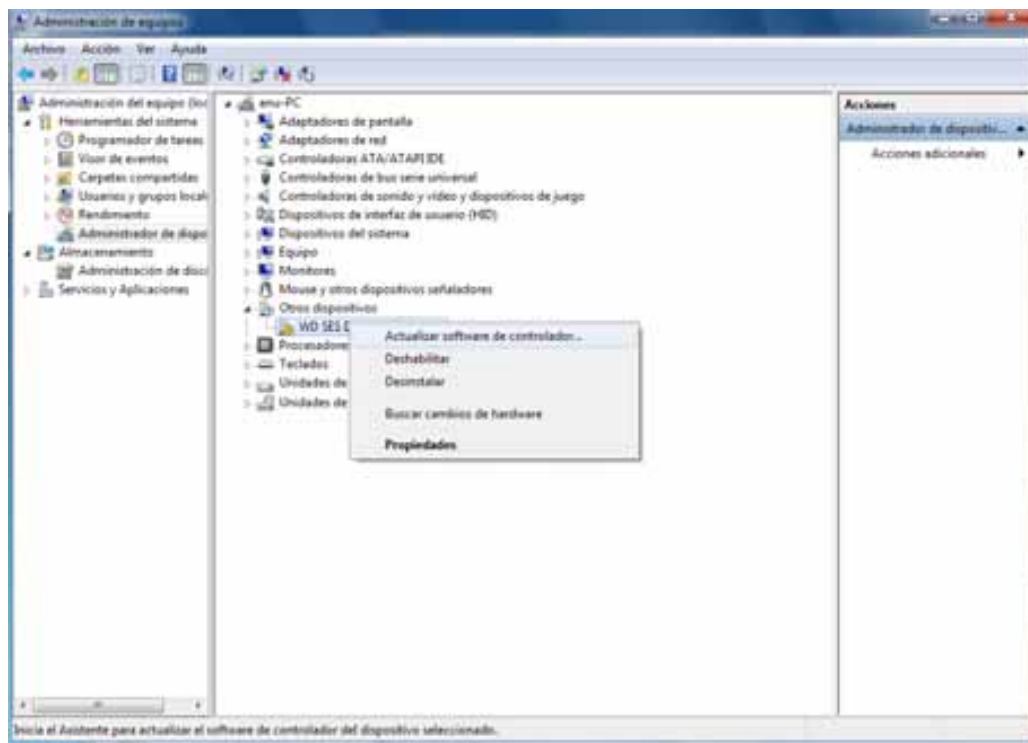 Administración de equipos
Archivo Acción Ver Ayuda
Administración del equipo (loc
Herramientas del sistema
Programador de tareas
Visor de eventos
Carpetas compartidas
Usuarios y grupos locale
Rendimiento
Administrador de dispo
Almacenamiento
Administración de disco
Servicios y Aplicaciones
emu-PC
Adaptadores de pantalla
Adaptadores de red
Controladoras ATA/ATAPI IDE
Controladoras de bus serie universal
Controladoras de sonido y vídeo y dispositivos de juego
Dispositivos de interfaz de usuario (HID)
Dispositivos del sistema
Equipo
Monitores
Mouse y otros dispositivos señaladores
Otros dispositivos
WD SES D
Procesadores
Teclados
Unidades de
Unidades de
Actualizar software de controlador...
Deshabilitar
Desinstalar
Buscar cambios de hardware
Propiedades
Acciones
Administrador de dispositiv...
Acciones adicionales
Inicia el Asistente para actualizar el software de controlador del dispositivo seleccionado.